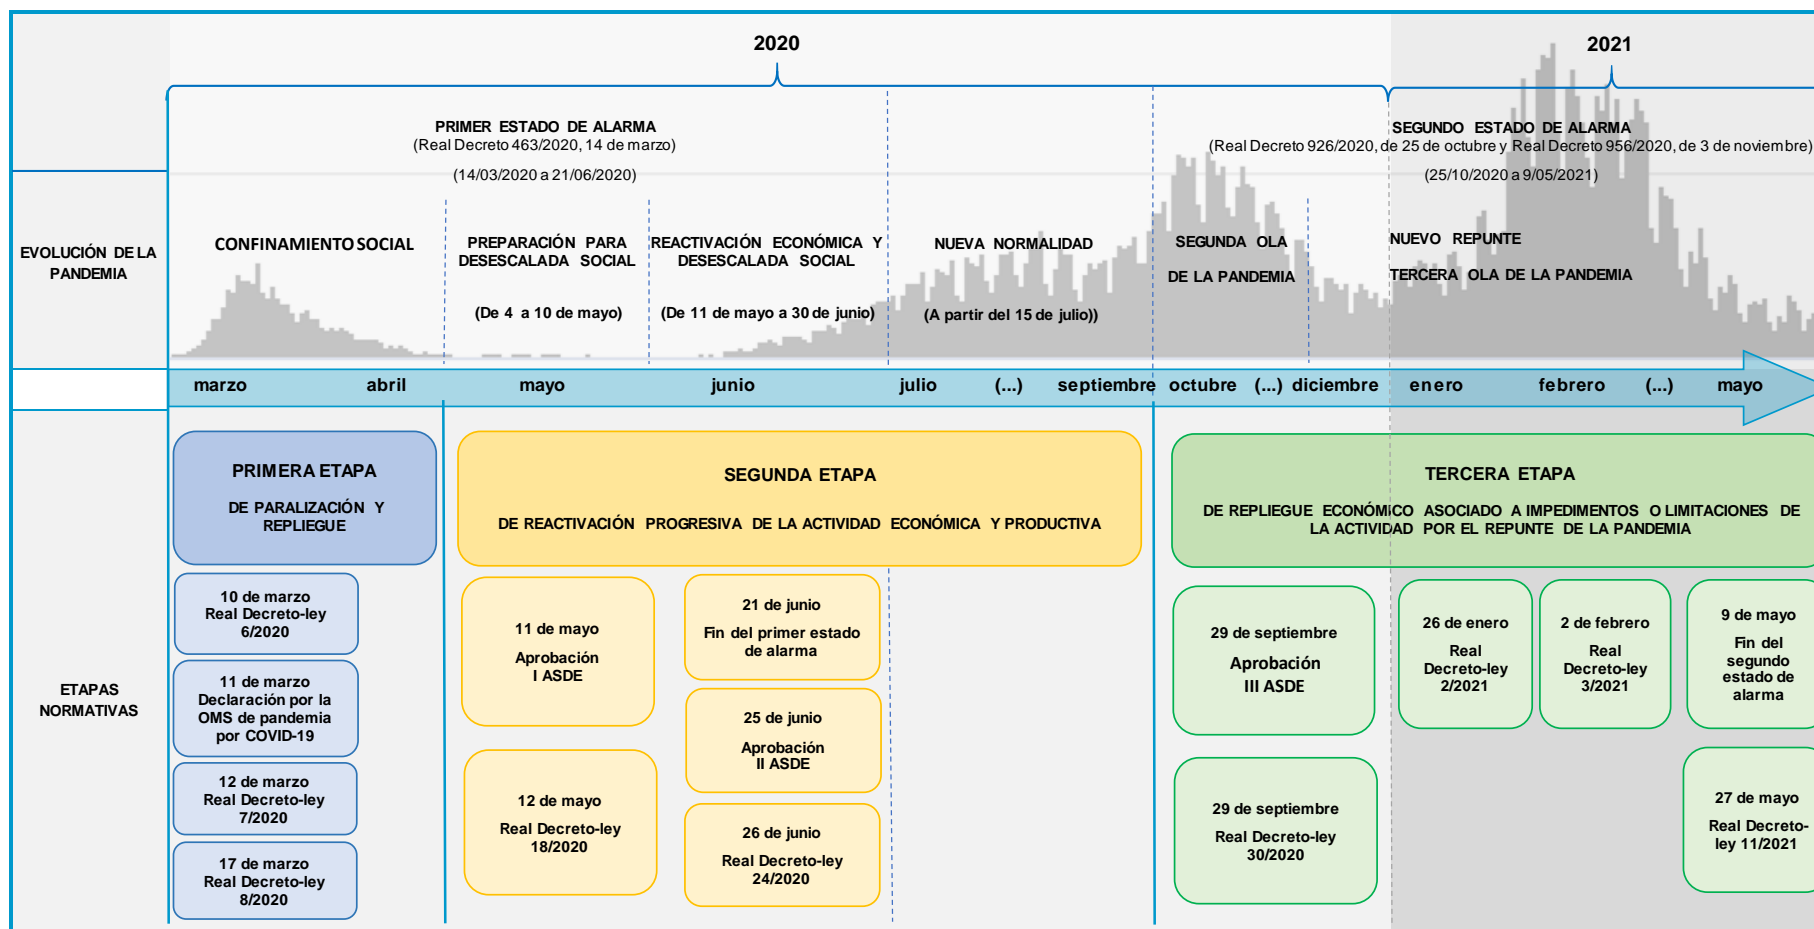 2020
2021
PRIMER ESTADO DE ALARMA
(Real Decreto 463/2020, 14 de marzo)
(14/03/2020 a 21/06/2020)
SEGUNDO ESTADO DE ALARMA
(Real Decreto 926/2020, de 25 de octubre y Real Decreto 956/2020, de 3 de noviembre)
(25/10/2020 a 9/05/2021)
EVOLUCIÓN DE LA
PANDEMIA
CONFINAMIENTO SOCIAL
PREPARACIÓN PARA
DESESCALADA SOCIAL
(De 4 a 10 de mayo)
REACTIVACIÓN ECONÓMICA Y
DESESCALADA SOCIAL
(De 11 de mayo a 30 de junio)
NUEVA NORMALIDAD
(A partir del 15 de julio))
SEGUNDA OLA
DE LA PANDEMIA
NUEVO REPUNTE
TERCERA OLA DE LA PANDEMIA
marzo abril mayo junio julio (...) septiembre octubre (...) diciembre enero febrero (...) mayo
ETAPAS
NORMATIVAS
PRIMERA ETAPA
DE PARALIZACIÓN Y
REPLIEGUE
10 de marzo
Real Decreto-ley
6/2020
11 de marzo
Declaración por la
OMS de pandemia
por COVID-19
12 de marzo
Real Decreto-ley
7/2020
17 de marzo
Real Decreto-ley
8/2020
SEGUNDA ETAPA
DE REACTIVACIÓN PROGRESIVA DE LA ACTIVIDAD ECONÓMICA Y PRODUCTIVA
11 de mayo
Aprobación
I ASDE
12 de mayo
Real Decreto-ley
18/2020
21 de junio
Fin del primer estado
de alarma
25 de junio
Aprobación
II ASDE
26 de junio
Real Decreto-ley
24/2020
TERCERA ETAPA
DE REPLIEGUE ECONÓMICO ASOCIADO A IMPEDIMENTOS O LIMITACIONES DE
LA ACTIVIDAD POR EL REPUNTE DE LA PANDEMIA
29 de septiembre
Aprobación
III ASDE
29 de septiembre
Real Decreto-ley
30/2020
26 de enero
Real
Decreto-ley
2/2021
2 de febrero
Real
Decreto-ley
3/2021
9 de mayo
Fin del
segundo
estado de
alarma
27 de mayo
Real Decreto-
ley 11/2021